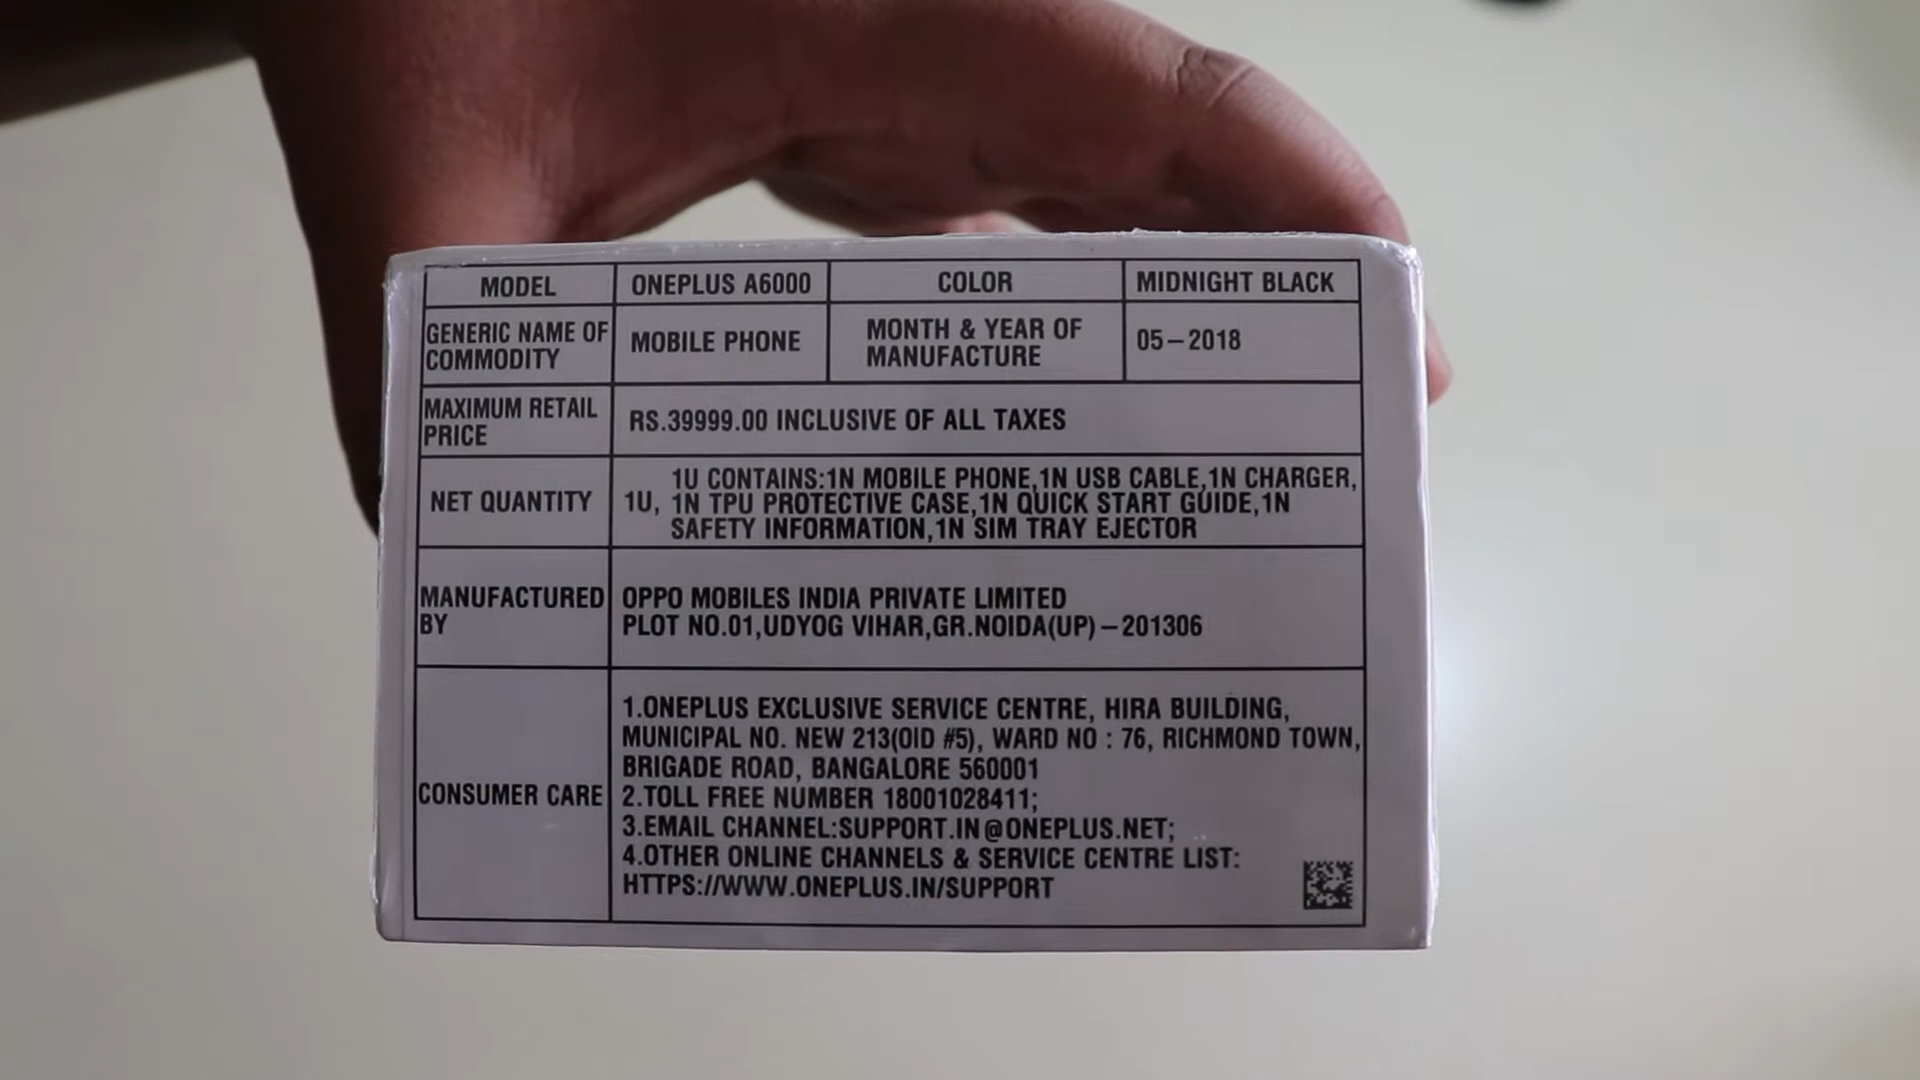 MODEL ONEPLUS A6000 COLOR MIDNIGHT BLACK
GENERIC NAME OF
COMMODITY
MOBILE PHONE
MONTH & YEAR OF
MANUFACTURE
05-2018
MAXIMUM RETAIL
PRICE
RS.39999.00 INCLUSIVE OF ALL TAXES
NET QUANTITY
1U,
1U CONTAINS:1N MOBILE PHONE,1N USB CABLE,1N CHARGER,
1N TPU PROTECTIVE CASE,1N QUICK START GUIDE,1N
SAFETY INFORMATION,1N SIM TRAY EJECTOR
MANUFACTURED
BY
OPPO MOBILES INDIA PRIVATE LIMITED
PLOT NO.01,UDYOG VIHAR,GR.NOIDA(UP)-201306
CONSUMER CARE
1.ONEPLUS EXCLUSIVE SERVICE CENTRE, HIRA BUILDING,
MUNICIPAL NO. NEW 213(OID #5), WARD NO : 76, RICHMOND TOWN,
BRIGADE ROAD, BANGALORE 560001
2.TOLL FREE NUMBER 18001028411;
3.EMAIL CHANNEL:SUPPORT.IN@ONEPLUS.NET;
4.OTHER ONLINE CHANNELS & SERVICE CENTRE LIST:
HTTPS://WWW.ONEPLUS.IN/SUPPORT